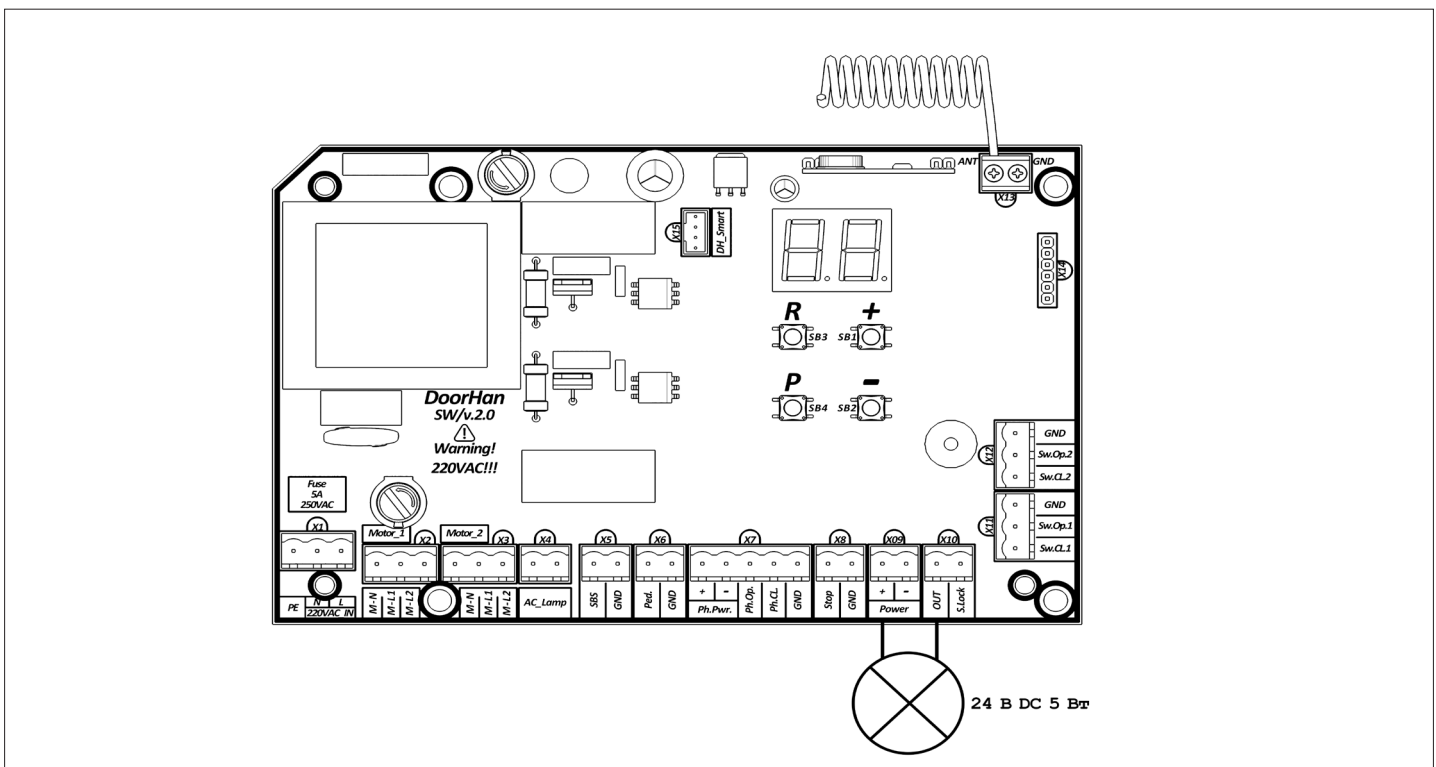 ANT
GND
X13
X15
DH_Smart
X14
R
+
SB3
SB1
P
-
SB4
SB2
DoorHan
SW/v.2.0
Warning!
220VAC!!!
Fuse
5A
250VAC
X12
GND
Sw.Op.2
Sw.CL.2
X11
GND
Sw.Op.1
Sw.CL.1
X1
Motor_1
X2
Motor_2
X3
X4
X5
X6
X7
X8
X09
X10
PE
N
L
220VAC IN
M-N
M-L1
M-L2
M-N
M-L1
M-L2
AC_Lamp
SBS
GND
Ped.
GND
+
-
Ph.Pwr.
Ph.Op.
Ph.CL.
GND
Stop
GND
+
-
Power
OUT
S.Lock
24 В DC 5 Вт